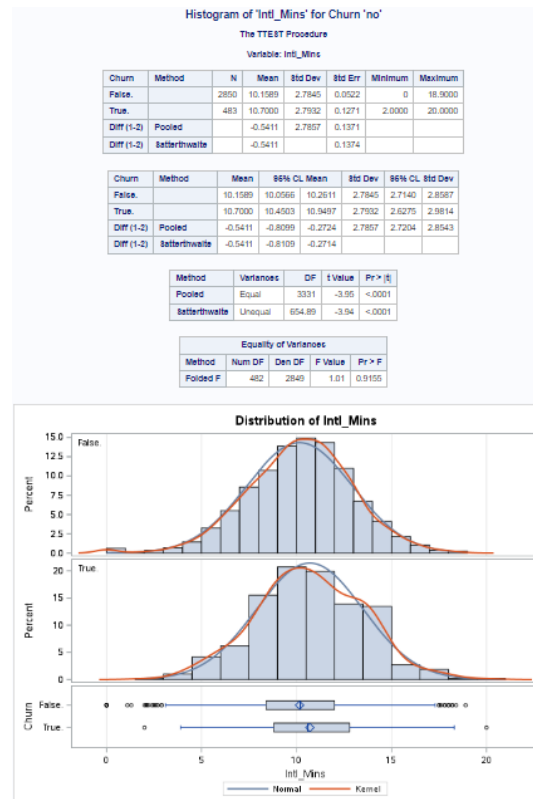 Histogram of 'Intl_Mins' for Churn 'no'
The TTEST Procedure
Variable: Intl_Mins
Churn Method N Mean Std Dev Std Err Minimum Maximum
False. 2850 10.1589 2.7845 0.0522 0 18.9000
True. 483 10.7000 2.7932 0.1271 2.0000 20.0000
Diff (1-2) Pooled -0.5411 2.7857 0.1371
Diff (1-2) Satterthwaite -0.5411 0.1374
Churn Method Mean 95% CL Mean Std Dev 95% CL Std Dev
False. 10.1589 10.0566 10.2611 2.7845 2.7140 2.8587
True. 10.7000 10.4503 10.9497 2.7932 2.6275 2.9814
Diff (1-2) Pooled -0.5411 -0.8099 -0.2724 2.7857 2.7204 2.8543
Diff (1-2) Satterthwaite -0.5411 -0.8109 -0.2714
Method Variances DF t Value Pr > |t|
Pooled Equal 3331 -3.95 <.0001
Satterthwaite Unequal 654.89 -3.94 <.0001
Equality of Variances
Method Num DF Den DF F Value Pr > F
Folded F 482 2849 1.01 0.9155
Distribution of Intl_Mins
False.
Percent
15.0
12.5
10.0
7.5
5.0
2.5
0.0
True.
Percent
20
15
10
5
0
Churn
False.
True.
0 5 10 15 20
Intl_Mins
Normal Kernel